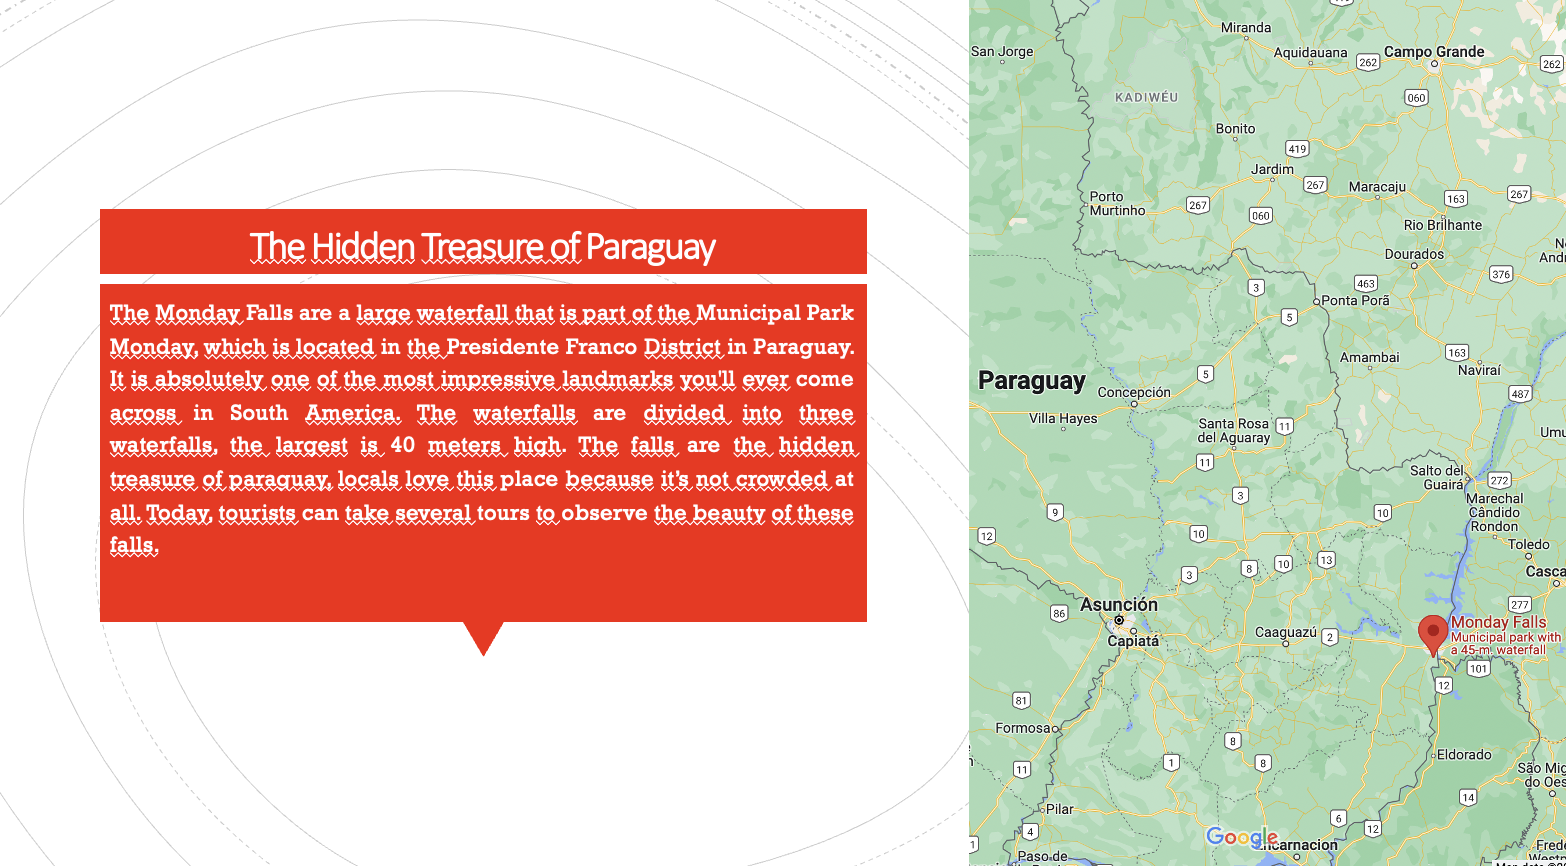 The Hidden Treasure of Paraguay
The Monday Falls are a large waterfall that is part of the Municipal Park
Monday, which is located in the Presidente Franco District in Paraguay.
It is absolutely one of the most impressive landmarks you'll ever come
across in South America. The waterfalls are divided into three
waterfalls, the largest is 40 meters high. The falls are the hidden
treasure of paraguay, locals love this place because it's not crowded at
all. Today, tourists can take several tours to observe the beauty of these
falls.
Miranda
San Jorge
Aquidauana
Campo Grande
262
262
KADIWÉU
060
Bonito
419
Jardim
267
Maracaju
Porto
Murtinho
267
060
163
267
Rio Brilhante
Dourados
376
3
463
Ponta Porã
5
Amambai
163
Naviraí
Paraguay
5
Concepción
487
Villa Hayes
Santa Rosa
del Aguaray
11
11
Salto del
Guairá
272
Marechal
Cândido
Rondon
3
9
10
12
10
Toledo
3
8
10
13
Asunción
86
277
Capiatá
Caaguazú
2
Monday Falls
Municipal park with
a 45-m. waterfall
101
12
81
Formosa
8
Eldorado
11
1
8
São Mig
do Oes
14
Pilar
4
6
12
Google
Encarnacion
Paso de